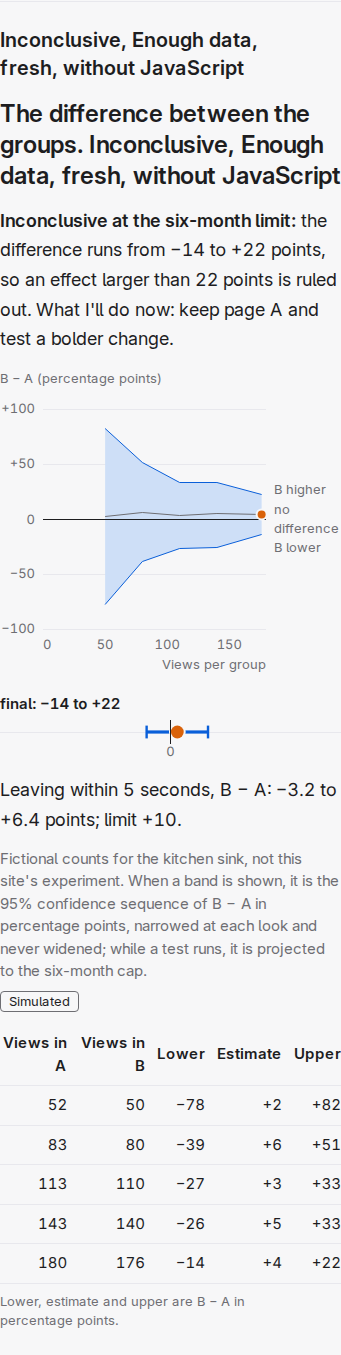 Inconclusive, Enough data,
fresh, without JavaScript
The difference between the
groups. Inconclusive, Enough
data, fresh, without JavaScript
Inconclusive at the six-month limit: the
difference runs from −14 to +22 points,
so an effect larger than 22 points is ruled
out. What I'll do now: keep page A and
test a bolder change.
B − A (percentage points)
+100
+50
0
−50
−100
B higher
no
difference
B lower
0 50 100 150
Views per group
final: −14 to +22
0
Leaving within 5 seconds, B − A: −3.2 to
+6.4 points; limit +10.
Fictional counts for the kitchen sink, not this
site's experiment. When a band is shown, it is the
95% confidence sequence of B − A in
percentage points, narrowed at each look and
never widened; while a test runs, it is projected
to the six-month cap.
Simulated
Views in A Views in B Lower Estimate Upper
52 50 −78 +2 +82
83 80 −39 +6 +51
113 110 −27 +3 +33
143 140 −26 +5 +33
180 176 −14 +4 +22
Lower, estimate and upper are B − A in
percentage points.